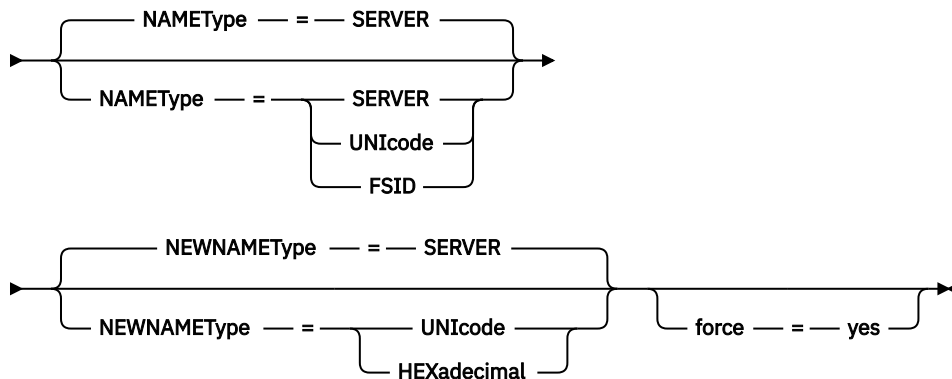 NAMEType = SERVER
NAMEType = SERVER
UNIcode
FSID
NEWNAMEType = SERVER
NEWNAMEType = UNIcode force = yes
HEXadecimal